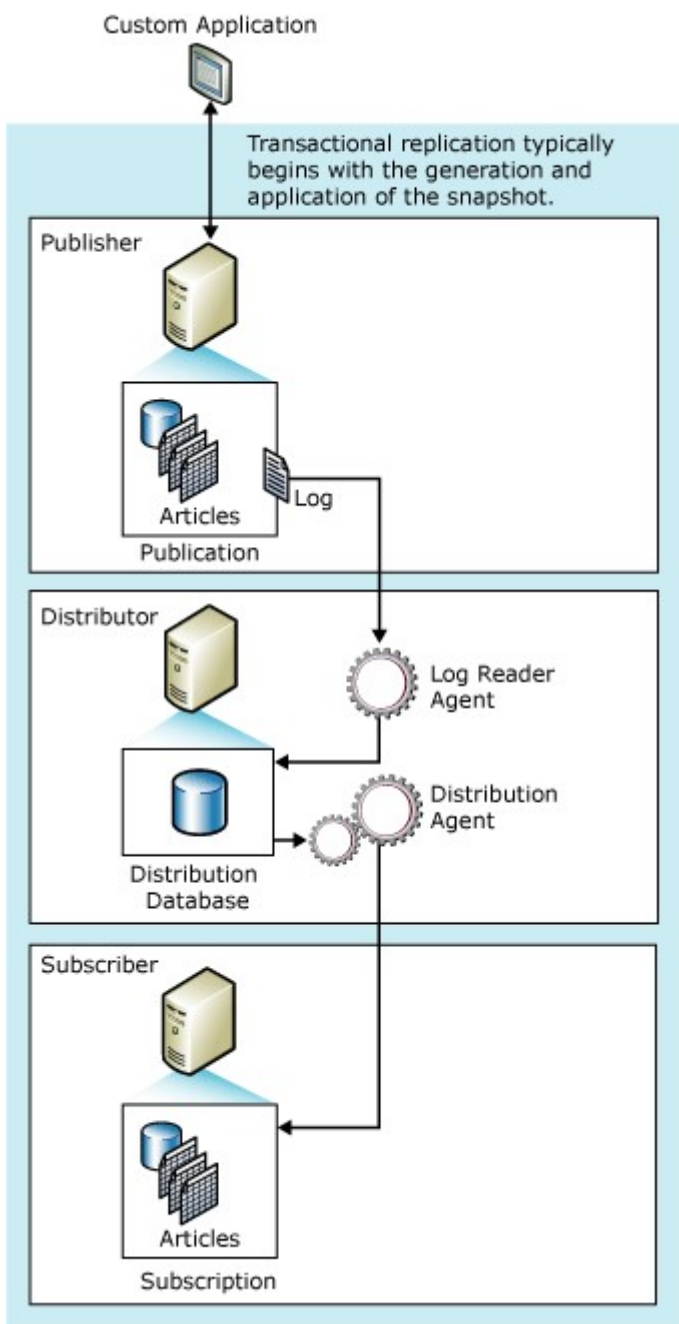 Custom Application
Transactional replication typically
begins with the generation and
application of the snapshot.
Publisher
Log
Articles
Publication
Distributor
Log Reader
Agent
Distribution
Agent
Distribution
Database
Subscriber
Articles
Subscription